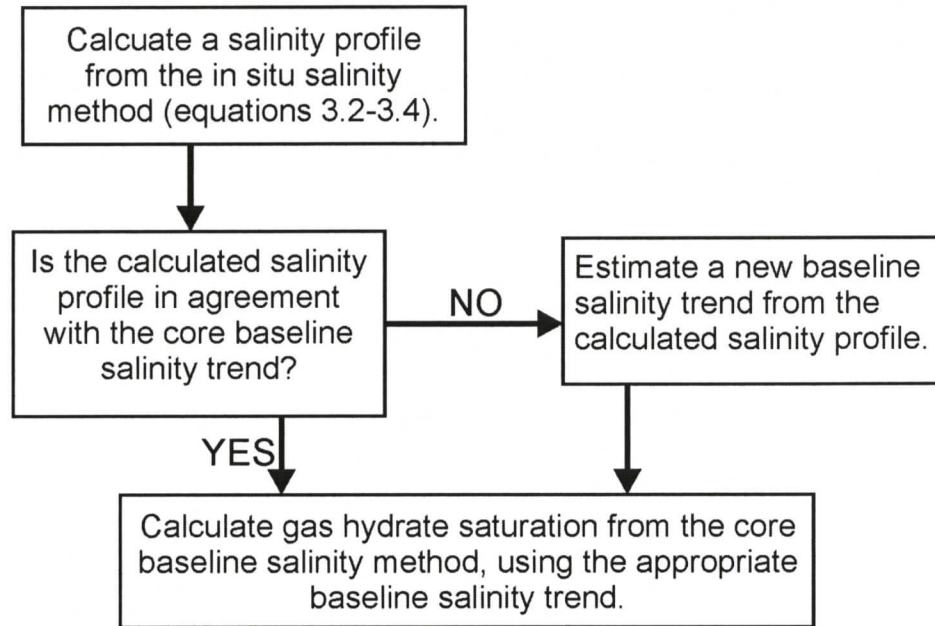 Calcuate a salinity profile
from the in situ salinity
method (equations 3.2-3.4).
Is the calculated salinity
profile in agreement
with the core baseline
salinity trend?
NO
Estimate a new baseline
salinity trend from the
calculated salinity profile.
YES
Calculate gas hydrate saturation from the core
baseline salinity method, using the appropriate
baseline salinity trend.